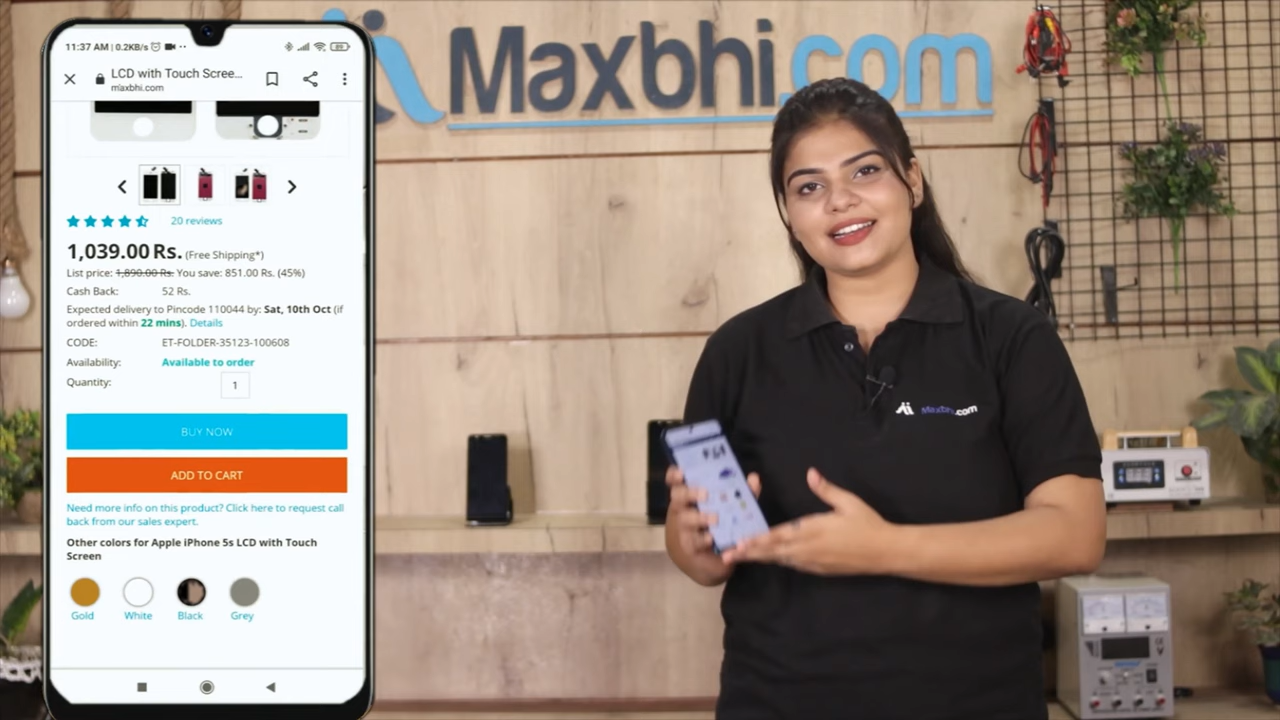 Maxbhi.com
11:37 AM | 0.2KB/s
LCD with Touch Scree...
maxbhi.com
20 reviews
1,039.00 Rs. (Free Shipping*)
List price: 1,890.00 Rs. You save: 851.00 Rs. (45%)
Cash Back: 52 Rs.
Expected delivery to Pincode 110044 by: Sat, 10th Oct (if
ordered within 22 mins). Details
CODE: ET-FOLDER-35123-100608
Availability: Available to order
Quantity: 1
BUY NOW
ADD TO CART
Need more info on this product? Click here to request call
back from our sales expert.
Other colors for Apple iPhone 5s LCD with Touch
Screen
Gold White Black Grey
Maxbhi.com